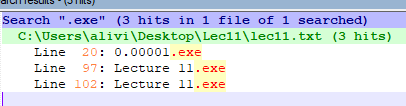 Search ".exe" (3 hits in 1 file of 1 searched)
C:\Users\alivi\Desktop\Lec11\lec11.txt (3 hits)
Line 20: 0.00001.exe
Line 97: Lecture 11.exe
Line 102: Lecture 11.exe